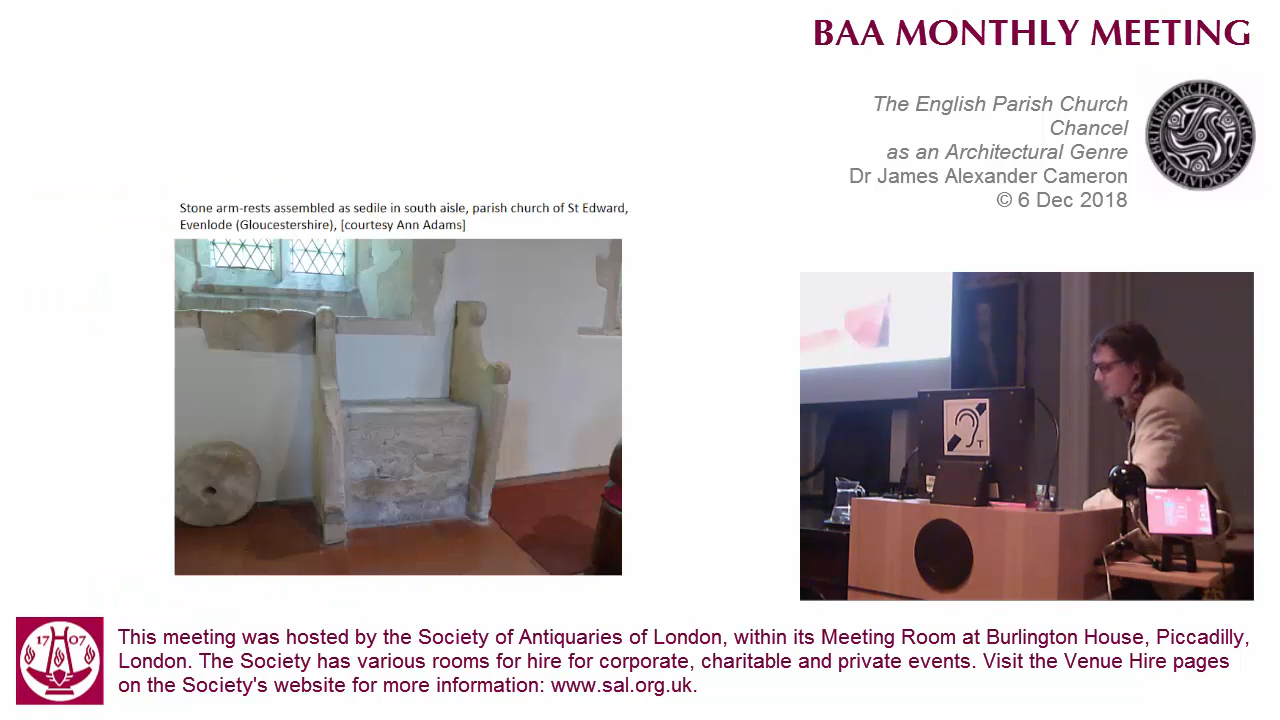 BAA MONTHLY MEETING
The English Parish Church
Chancel
as an Architectural Genre
Dr James Alexander Cameron
© 6 Dec 2018
BRITISH ARCHÆOLOGICAL ASSOCIATION
Stone arm-rests assembled as sedile in south aisle, parish church of St Edward,
Evenlode (Gloucestershire), [courtesy Ann Adams]
T
1707
This meeting was hosted by the Society of Antiquaries of London, within its Meeting Room at Burlington House, Piccadilly,
London. The Society has various rooms for hire for corporate, charitable and private events. Visit the Venue Hire pages
on the Society's website for more information: www.sal.org.uk.